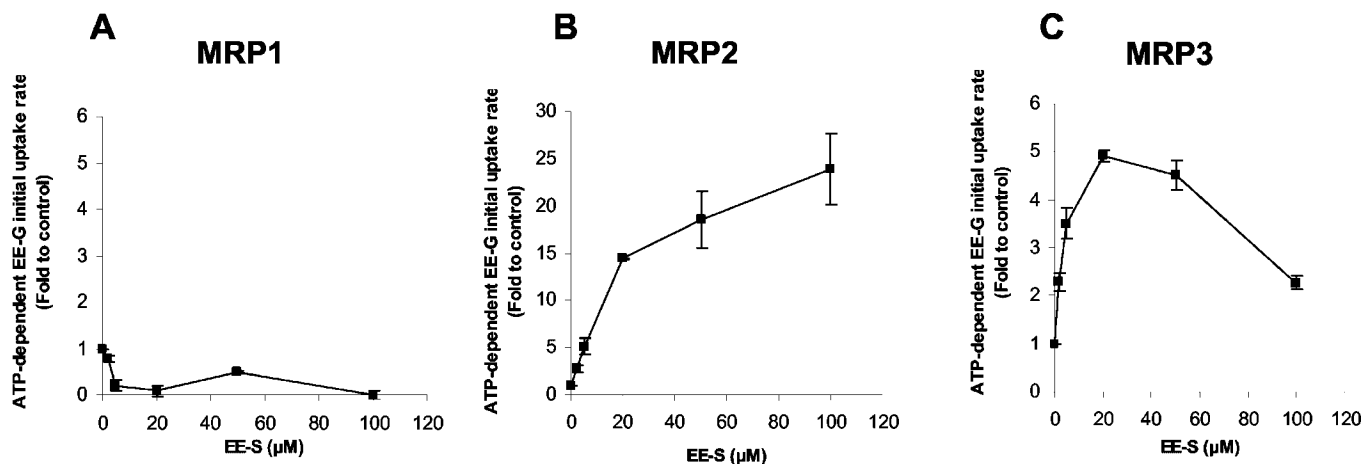 A
MRP1
ATP-dependent EE-G initial uptake rate
(Fold to control)
6
5
4
3
2
1
0
0 20 40 60 80 100 120
EE-S (µM)
B
MRP2
ATP-dependent EE-G initial uptake rate
(Fold to control)
30
25
20
15
10
5
0
0 20 40 60 80 100 120
EE-S (µM)
C
MRP3
ATP-dependent EE-G initial uptake rate
(Fold to control)
6
5
4
3
2
1
0
0 20 40 60 80 100 120
EE-S (µM)